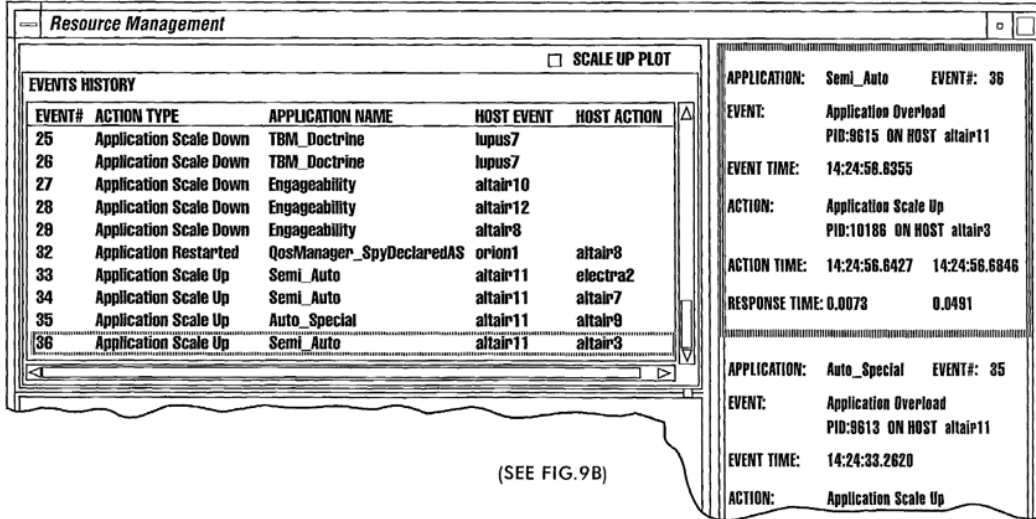 Resource Management
SCALE UP PLOT
EVENTS HISTORY
EVENT# ACTION TYPE APPLICATION NAME HOST EVENT HOST ACTION
25 Application Scale Down TBM_Doctrine lupus7
26 Application Scale Down TBM_Doctrine lupus7
27 Application Scale Down Engageability altair10
28 Application Scale Down Engageability altair12
29 Application Scale Down Engageability altair8
32 Application Restarted QosManager_SpyDeclaredAS orion1 altair8
33 Application Scale Up Semi_Auto altair11 electra2
34 Application Scale Up Semi_Auto altair11 altair7
35 Application Scale Up Auto_Special altair11 altair9
36 Application Scale Up Semi_Auto altair11 altair3
(SEE FIG.9B)
APPLICATION: Semi_Auto EVENT#: 36
EVENT: Application Overload
PID:9615 ON HOST altair11
EVENT TIME: 14:24:56.6355
ACTION: Application Scale Up
PID:10186 ON HOST altair3
ACTION TIME: 14:24:56.6427 14:24:56.6846
RESPONSE TIME: 0.0073 0.0491
APPLICATION: Auto_Special EVENT#: 35
EVENT: Application Overload
PID:9613 ON HOST altair11
EVENT TIME: 14:24:33.2620
ACTION: Application Scale Up